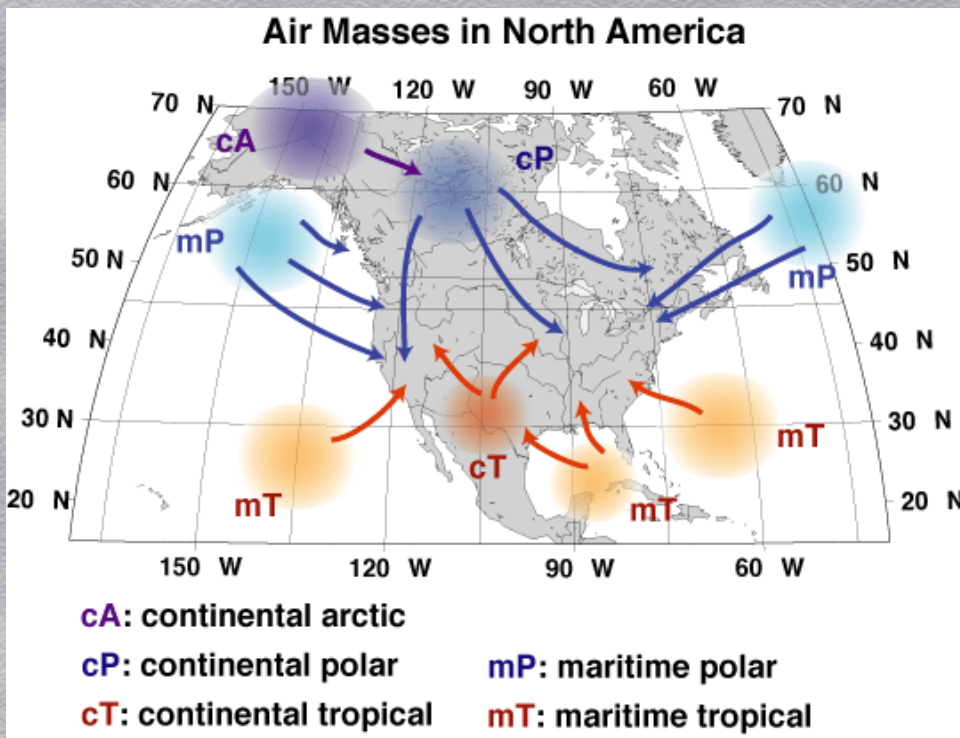 Air Masses in North America
150 W 120 W 90 W 60 W
70 N 70 N
cA cP
60 N 60 N
mP mP
50 N 50 N
40 N 40 N
30 N 30 N
cT mT
mT mT
20 N 20 N
150 W 120 W 90 W 60 W
cA: continental arctic
cP: continental polar mP: maritime polar
cT: continental tropical mT: maritime tropical